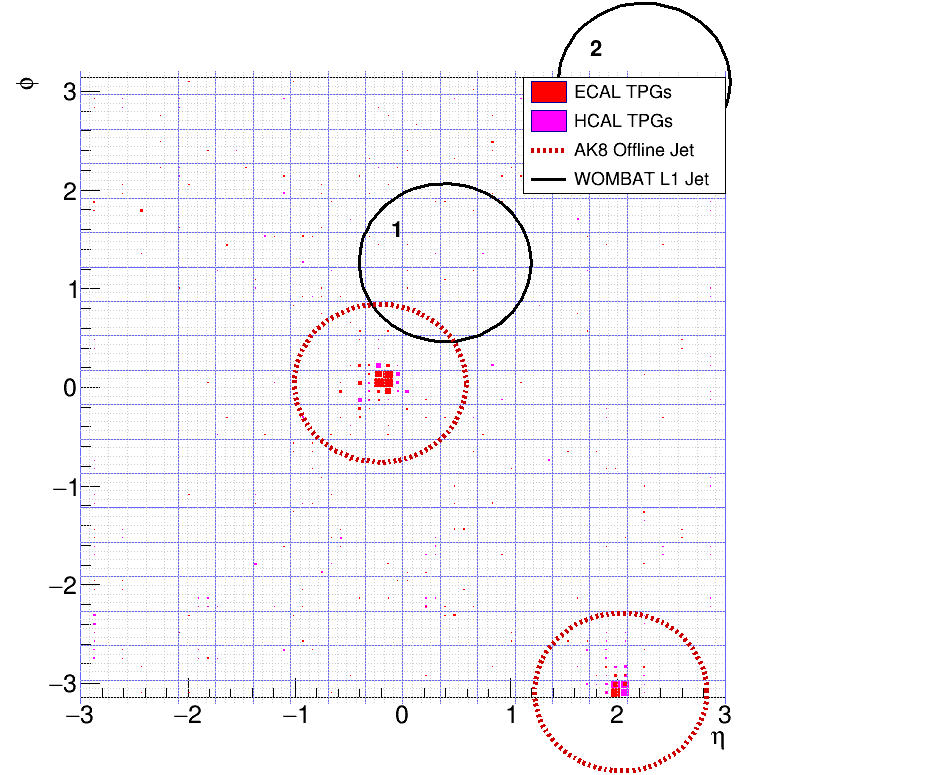 2
ϕ
3
ECAL TPGs
HCAL TPGs
AK8 Offline Jet
WOMBAT L1 Jet
2
1
1
0
−1
−2
−3
−3 −2 −1 0 1 2 3
η